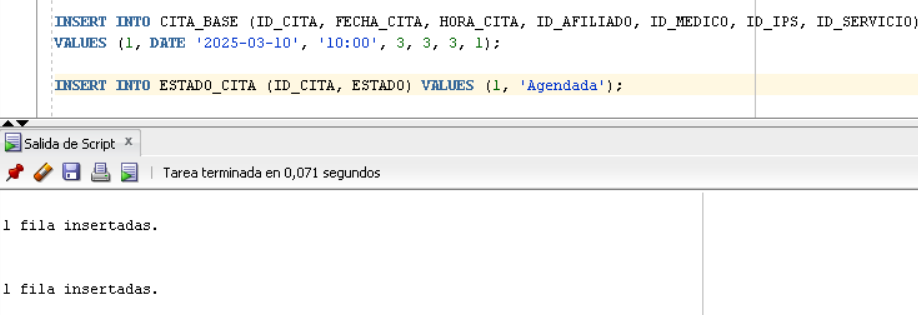 INSERT INTO CITA_BASE (ID_CITA, FECHA_CITA, HORA_CITA, ID_AFILIADO, ID_MEDICO, ID_IPS, ID_SERVICIO)
VALUES (1, DATE '2025-03-10', '10:00', 3, 3, 3, 1);
INSERT INTO ESTADO_CITA (ID_CITA, ESTADO) VALUES (1, 'Agendada');
Salida de Script x
Tarea terminada en 0,071 segundos
1 fila insertadas.
1 fila insertadas.